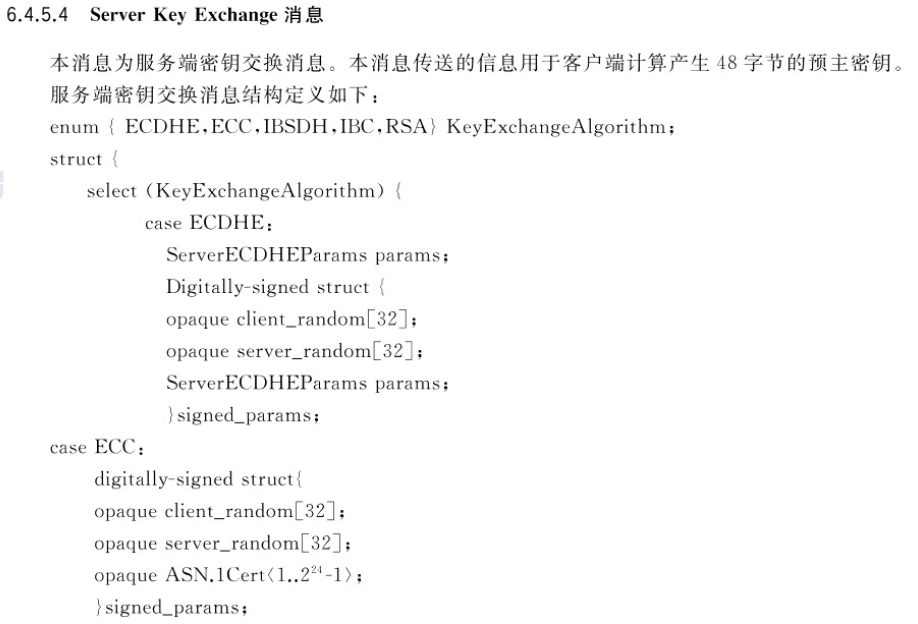 6.4.5.4 Server Key Exchange 消息
本消息为服务端密钥交换消息。本消息传送的信息用于客户端计算产生 48 字节的预主密钥。
服务端密钥交换消息结构定义如下：
enum { ECDHE,ECC,IBSDH,IBC,RSA} KeyExchangeAlgorithm;
struct {
select (KeyExchangeAlgorithm) {
case ECDHE:
ServerECDHEParams params;
Digitally-signed struct {
opaque client_random[32];
opaque server_random[32];
ServerECDHEParams params;
}signed_params;
case ECC:
digitally-signed struct{
opaque client_random[32];
opaque server_random[32];
opaque ASN.1Cert〈1..2²⁴-1〉;
}signed_params;